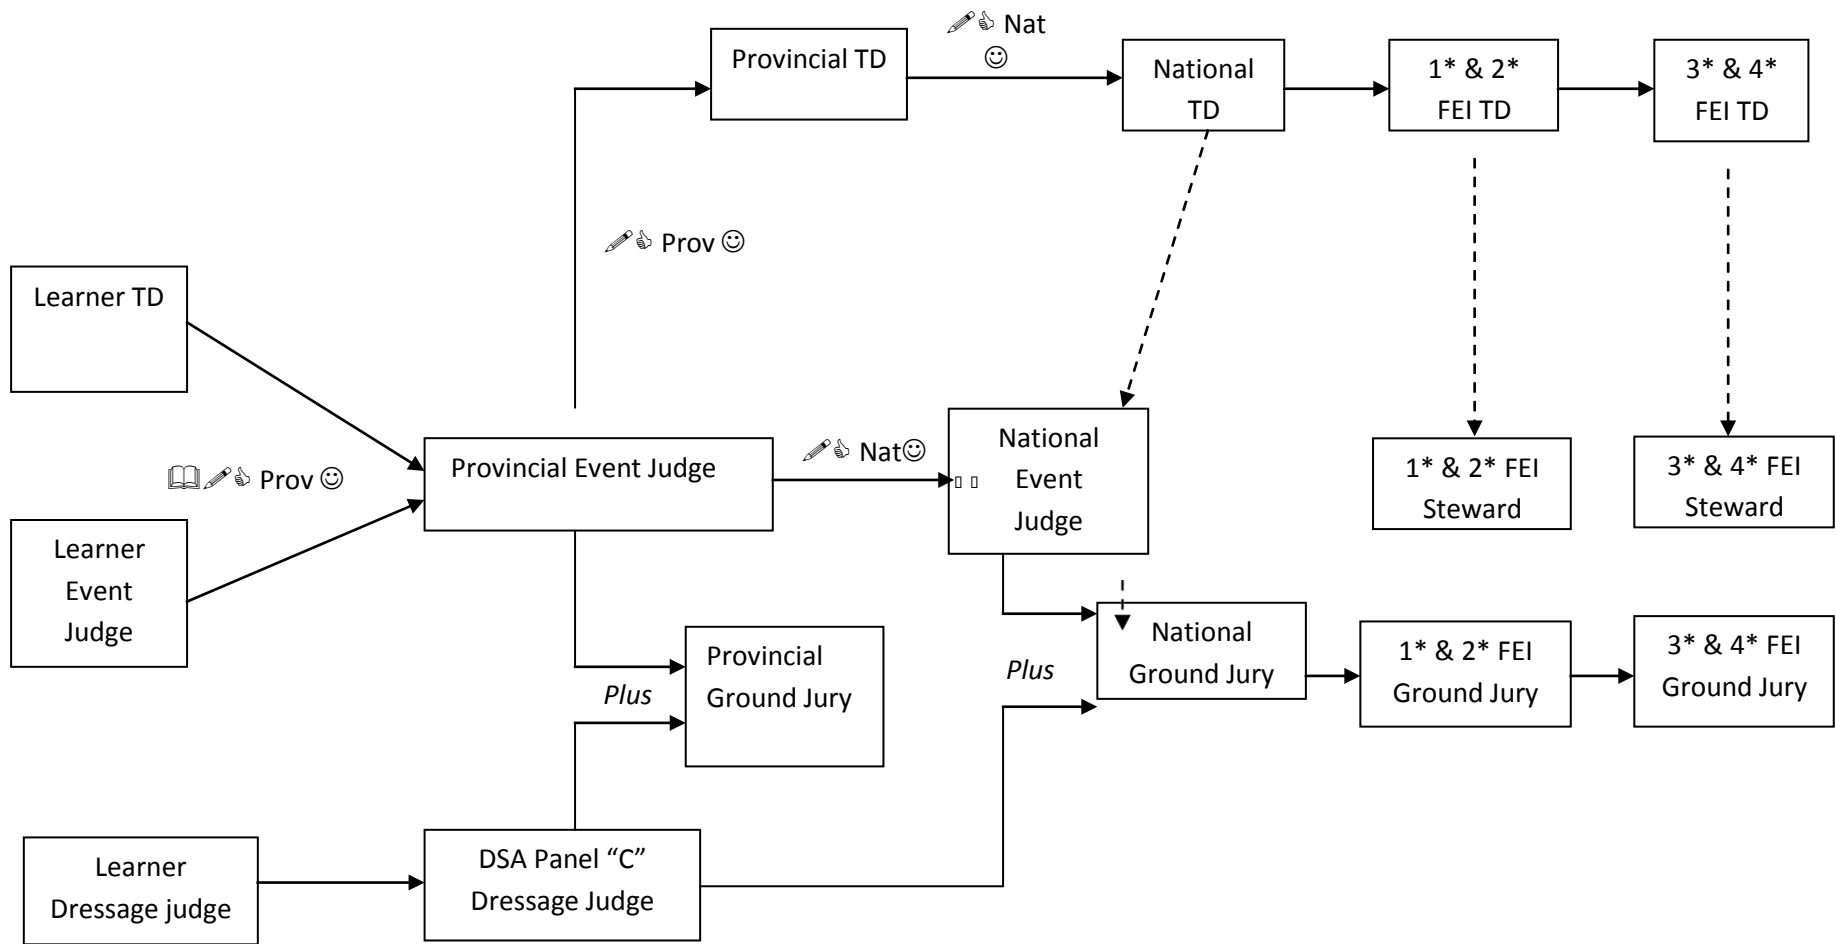 ✎👍 Nat
☺
Provincial TD
National
TD
1* & 2*
FEI TD
3* & 4*
FEI TD
✎👍 Prov ☺
Learner TD
🕮✎👍 Prov ☺
Provincial Event Judge
✎👍 Nat☺
National
Event
Judge
1* & 2* FEI
Steward
3* & 4* FEI
Steward
Learner
Event
Judge
Plus
Provincial
Ground Jury
Plus
National
Ground Jury
1* & 2* FEI
Ground Jury
3* & 4* FEI
Ground Jury
Learner
Dressage judge
DSA Panel “C”
Dressage Judge